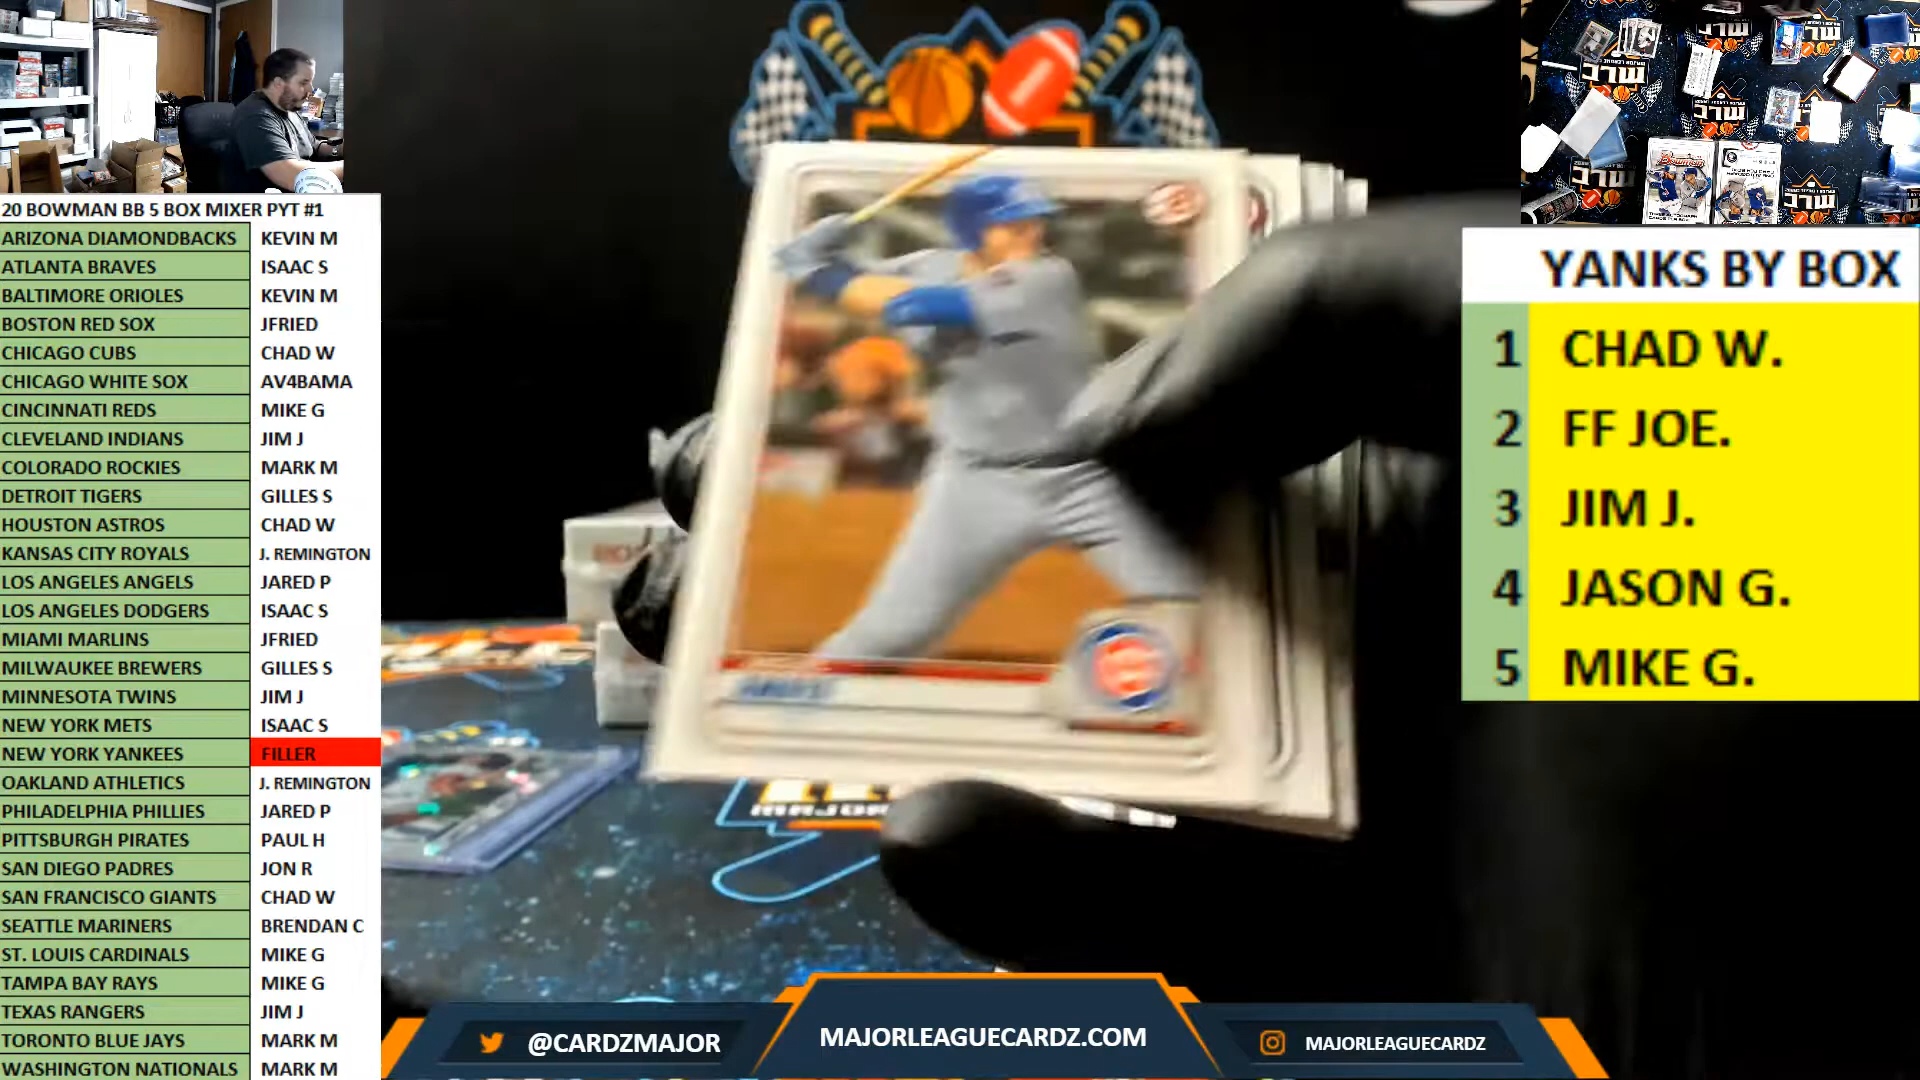 20 BOWMAN BB 5 BOX MIXER PYT #1
ARIZONA DIAMONDBACKS KEVIN M
ATLANTA BRAVES ISAAC S
BALTIMORE ORIOLES KEVIN M
BOSTON RED SOX JFRIED
CHICAGO CUBS CHAD W
CHICAGO WHITE SOX AV4BAMA
CINCINNATI REDS MIKE G
CLEVELAND INDIANS JIM J
COLORADO ROCKIES MARK M
DETROIT TIGERS GILLES S
HOUSTON ASTROS CHAD W
KANSAS CITY ROYALS J. REMINGTON
LOS ANGELES ANGELS JARED P
LOS ANGELES DODGERS ISAAC S
MIAMI MARLINS JFRIED
MILWAUKEE BREWERS GILLES S
MINNESOTA TWINS JIM J
NEW YORK METS ISAAC S
NEW YORK YANKEES FILLER
OAKLAND ATHLETICS J. REMINGTON
PHILADELPHIA PHILLIES JARED P
PITTSBURGH PIRATES PAUL H
SAN DIEGO PADRES JON R
SAN FRANCISCO GIANTS CHAD W
SEATTLE MARINERS BRENDAN C
ST. LOUIS CARDINALS MIKE G
TAMPA BAY RAYS MIKE G
TEXAS RANGERS JIM J
TORONTO BLUE JAYS MARK M
WASHINGTON NATIONALS MARK M
Bowman
YANKS BY BOX
1 CHAD W.
2 FF JOE.
3 JIM J.
4 JASON G.
5 MIKE G.
@CARDZMAJOR
MAJORLEAGUECARDZ.COM
MAJORLEAGUECARDZ